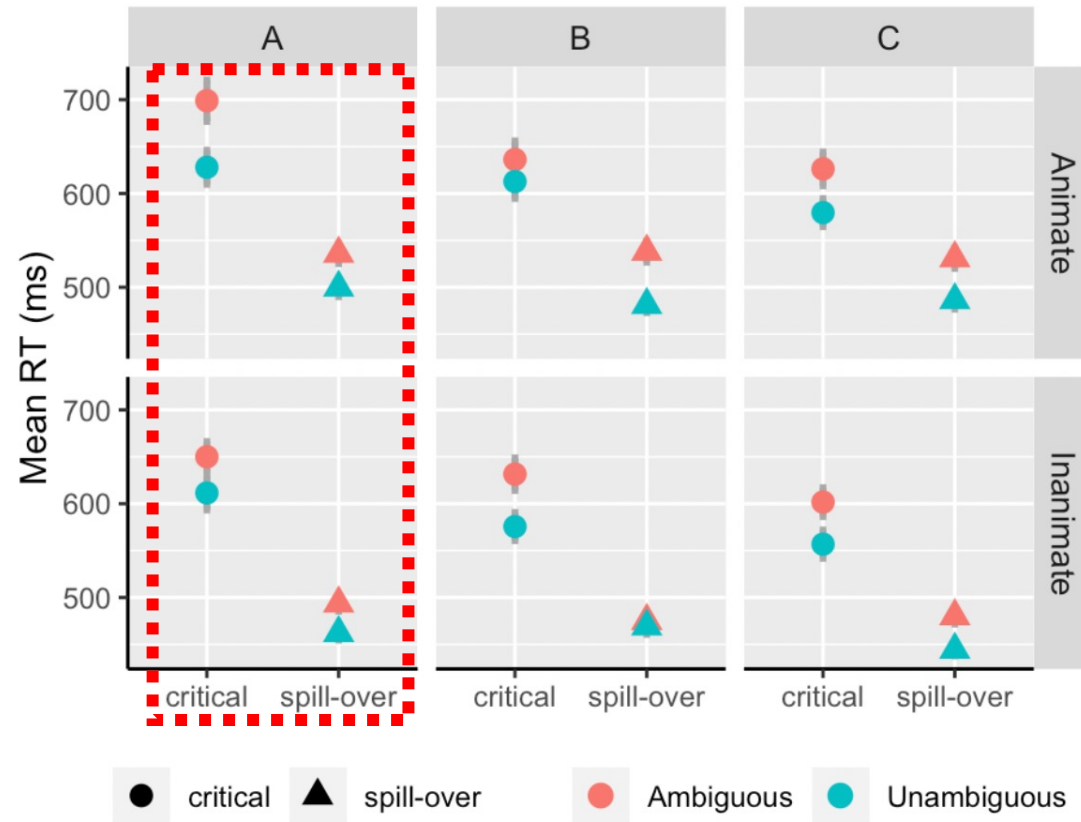 A B C
700
600
500
Animate
Mean RT (ms)
700
600
500
Inanimate
critical spill-over critical spill-over critical spill-over
critical spill-over Ambiguous Unambiguous